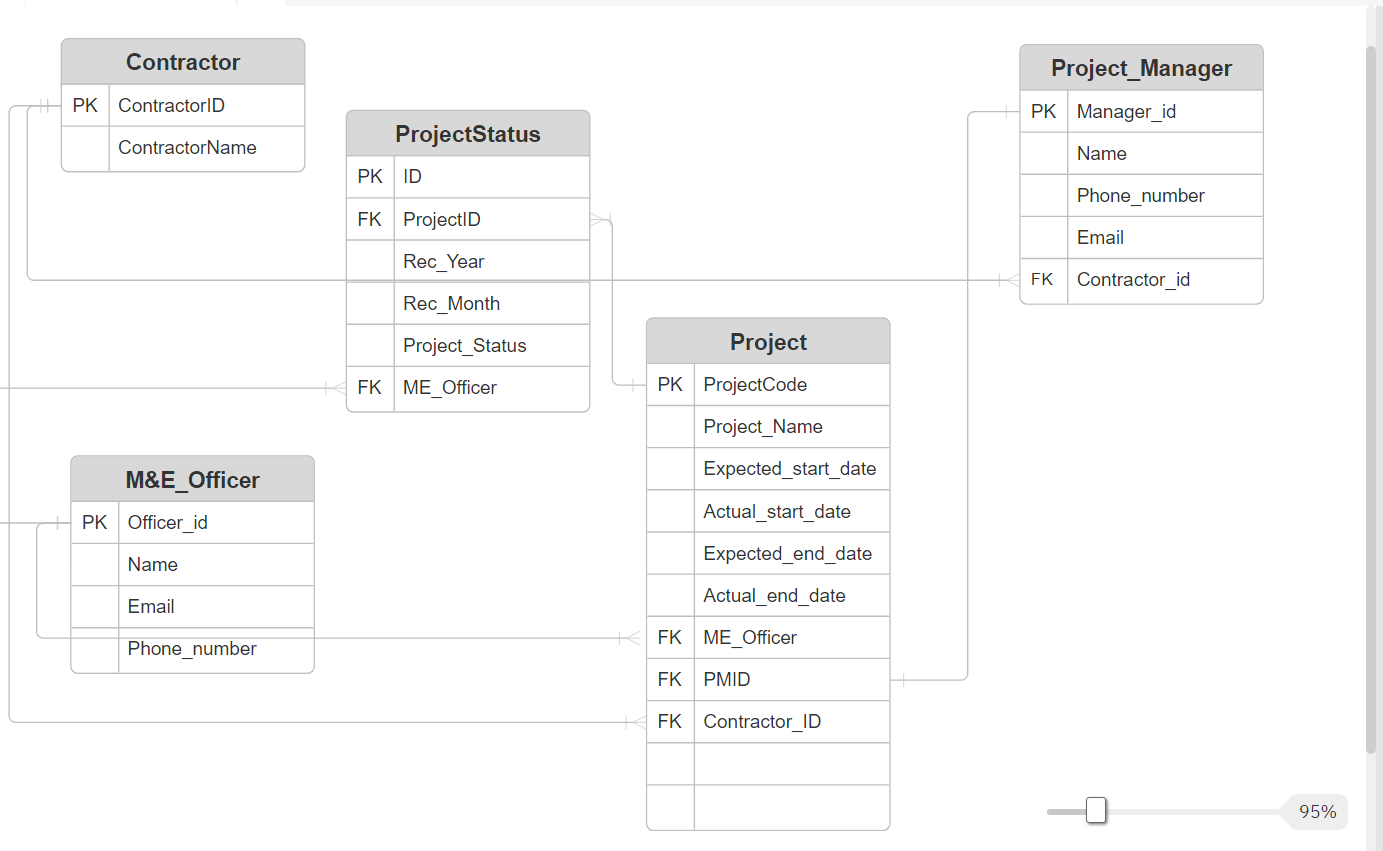 Contractor
PK ContractorID
ContractorName
ProjectStatus
PK ID
FK ProjectID
Rec_Year
Rec_Month
Project_Status
FK ME_Officer
Project_Manager
PK Manager_id
Name
Phone_number
Email
FK Contractor_id
M&E_Officer
PK Officer_id
Name
Email
Phone_number
Project
PK ProjectCode
Project_Name
Expected_start_date
Actual_start_date
Expected_end_date
Actual_end_date
FK ME_Officer
FK PMID
FK Contractor_ID
95%